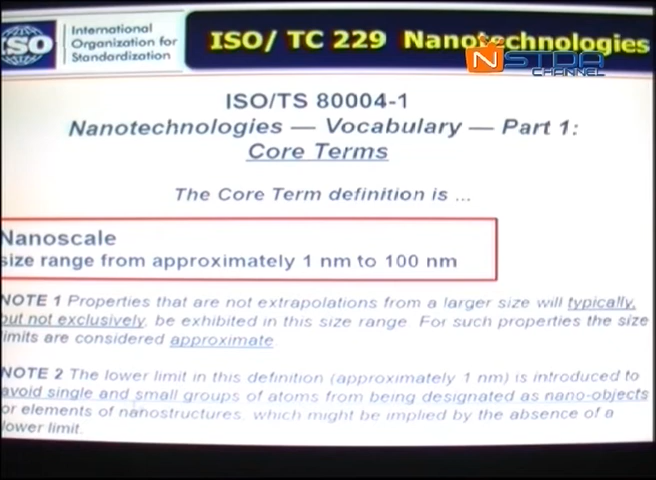 ISO
International
Organization for
Standardization
ISO/ TC 229 Nanotechnologies
NSTDA
CHANNEL
ISO/TS 80004-1
Nanotechnologies — Vocabulary — Part 1:
Core Terms
The Core Term definition is ...
Nanoscale
size range from approximately 1 nm to 100 nm
NOTE 1 Properties that are not extrapolations from a larger size will typically,
but not exclusively, be exhibited in this size range. For such properties the size
limits are considered approximate.
NOTE 2 The lower limit in this definition (approximately 1 nm) is introduced to
avoid single and small groups of atoms from being designated as nano-objects
or elements of nanostructures, which might be implied by the absence of a
lower limit.